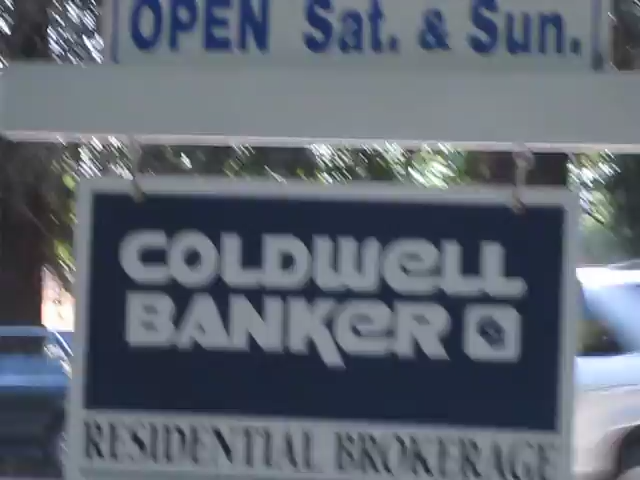 OPEN Sat. & Sun.
COLDWELL
BANKER
RESIDENTIAL BROKERAGE